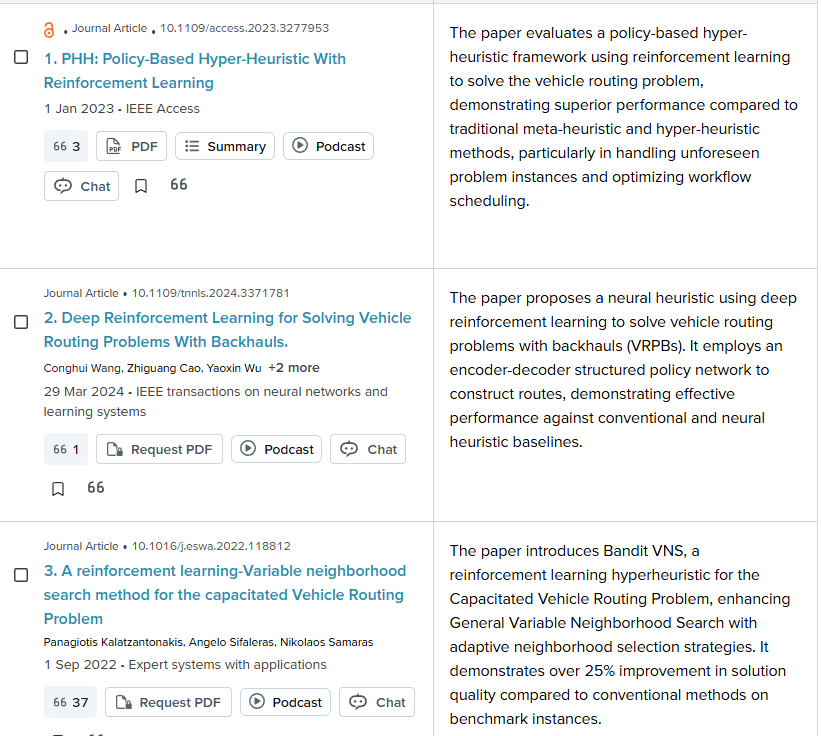 Journal Article • 10.1109/access.2023.3277953
1. PHH: Policy-Based Hyper-Heuristic With
Reinforcement Learning
1 Jan 2023 - IEEE Access
66 3 PDF Summary Podcast
Chat 66
The paper evaluates a policy-based hyper-
heuristic framework using reinforcement learning
to solve the vehicle routing problem,
demonstrating superior performance compared to
traditional meta-heuristic and hyper-heuristic
methods, particularly in handling unforeseen
problem instances and optimizing workflow
scheduling.
Journal Article • 10.1109/tnnls.2024.3371781
2. Deep Reinforcement Learning for Solving Vehicle
Routing Problems With Backhauls.
Conghui Wang, Zhiguang Cao, Yaoxin Wu +2 more
29 Mar 2024 - IEEE transactions on neural networks and
learning systems
66 1 Request PDF Podcast Chat
66
The paper proposes a neural heuristic using deep
reinforcement learning to solve vehicle routing
problems with backhauls (VRPBs). It employs an
encoder-decoder structured policy network to
construct routes, demonstrating effective
performance against conventional and neural
heuristic baselines.
Journal Article • 10.1016/j.eswa.2022.118812
3. A reinforcement learning-Variable neighborhood
search method for the capacitated Vehicle Routing
Problem
Panagiotis Kalatzantonakis, Angelo Sifaleras, Nikolaos Samaras
1 Sep 2022 - Expert systems with applications
66 37 Request PDF Podcast Chat
The paper introduces Bandit VNS, a
reinforcement learning hyperheuristic for the
Capacitated Vehicle Routing Problem, enhancing
General Variable Neighborhood Search with
adaptive neighborhood selection strategies. It
demonstrates over 25% improvement in solution
quality compared to conventional methods on
benchmark instances.